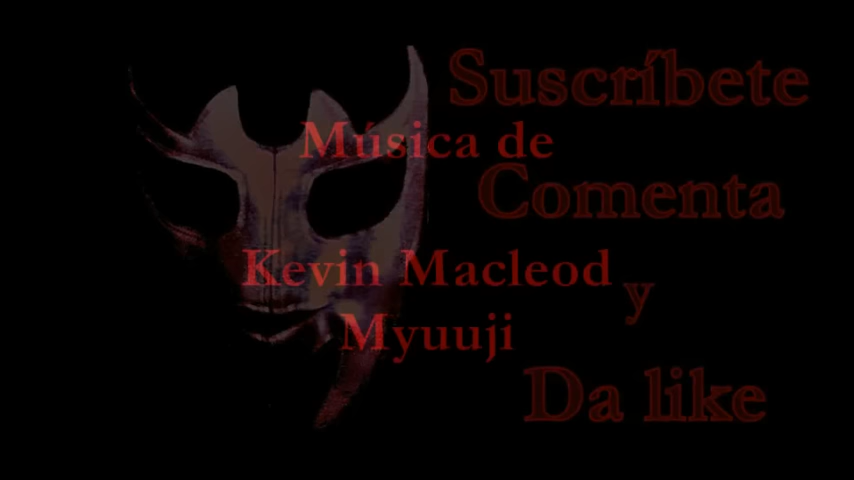 Suscríbete
Música de
Comenta
Kevin Macleod
y
Myuuji
Da like